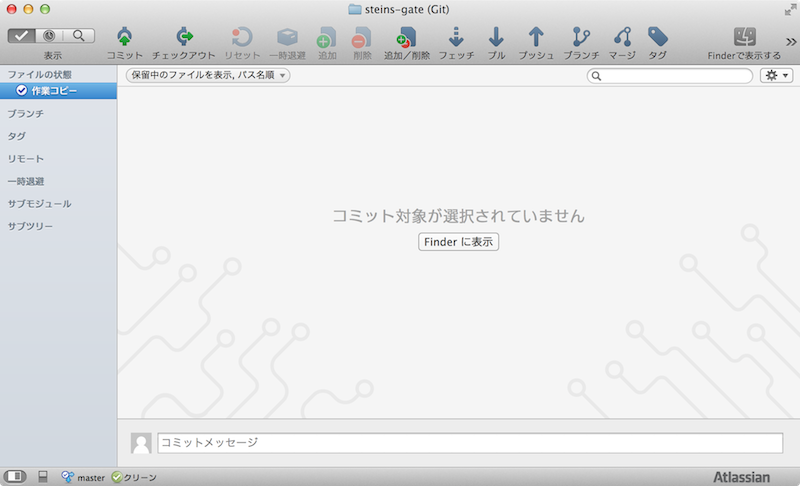 steins-gate (Git)
表示
コミット
チェックアウト
リセット
一時退避
追加
削除
追加／削除
フェッチ
プル
プッシュ
ブランチ
マージ
タグ
Finderで表示する
ファイルの状態
作業コピー
ブランチ
タグ
リモート
一時退避
サブモジュール
サブツリー
保留中のファイルを表示, パス名順
コミット対象が選択されていません
Finder に表示
コミットメッセージ
master
クリーン
Atlassian